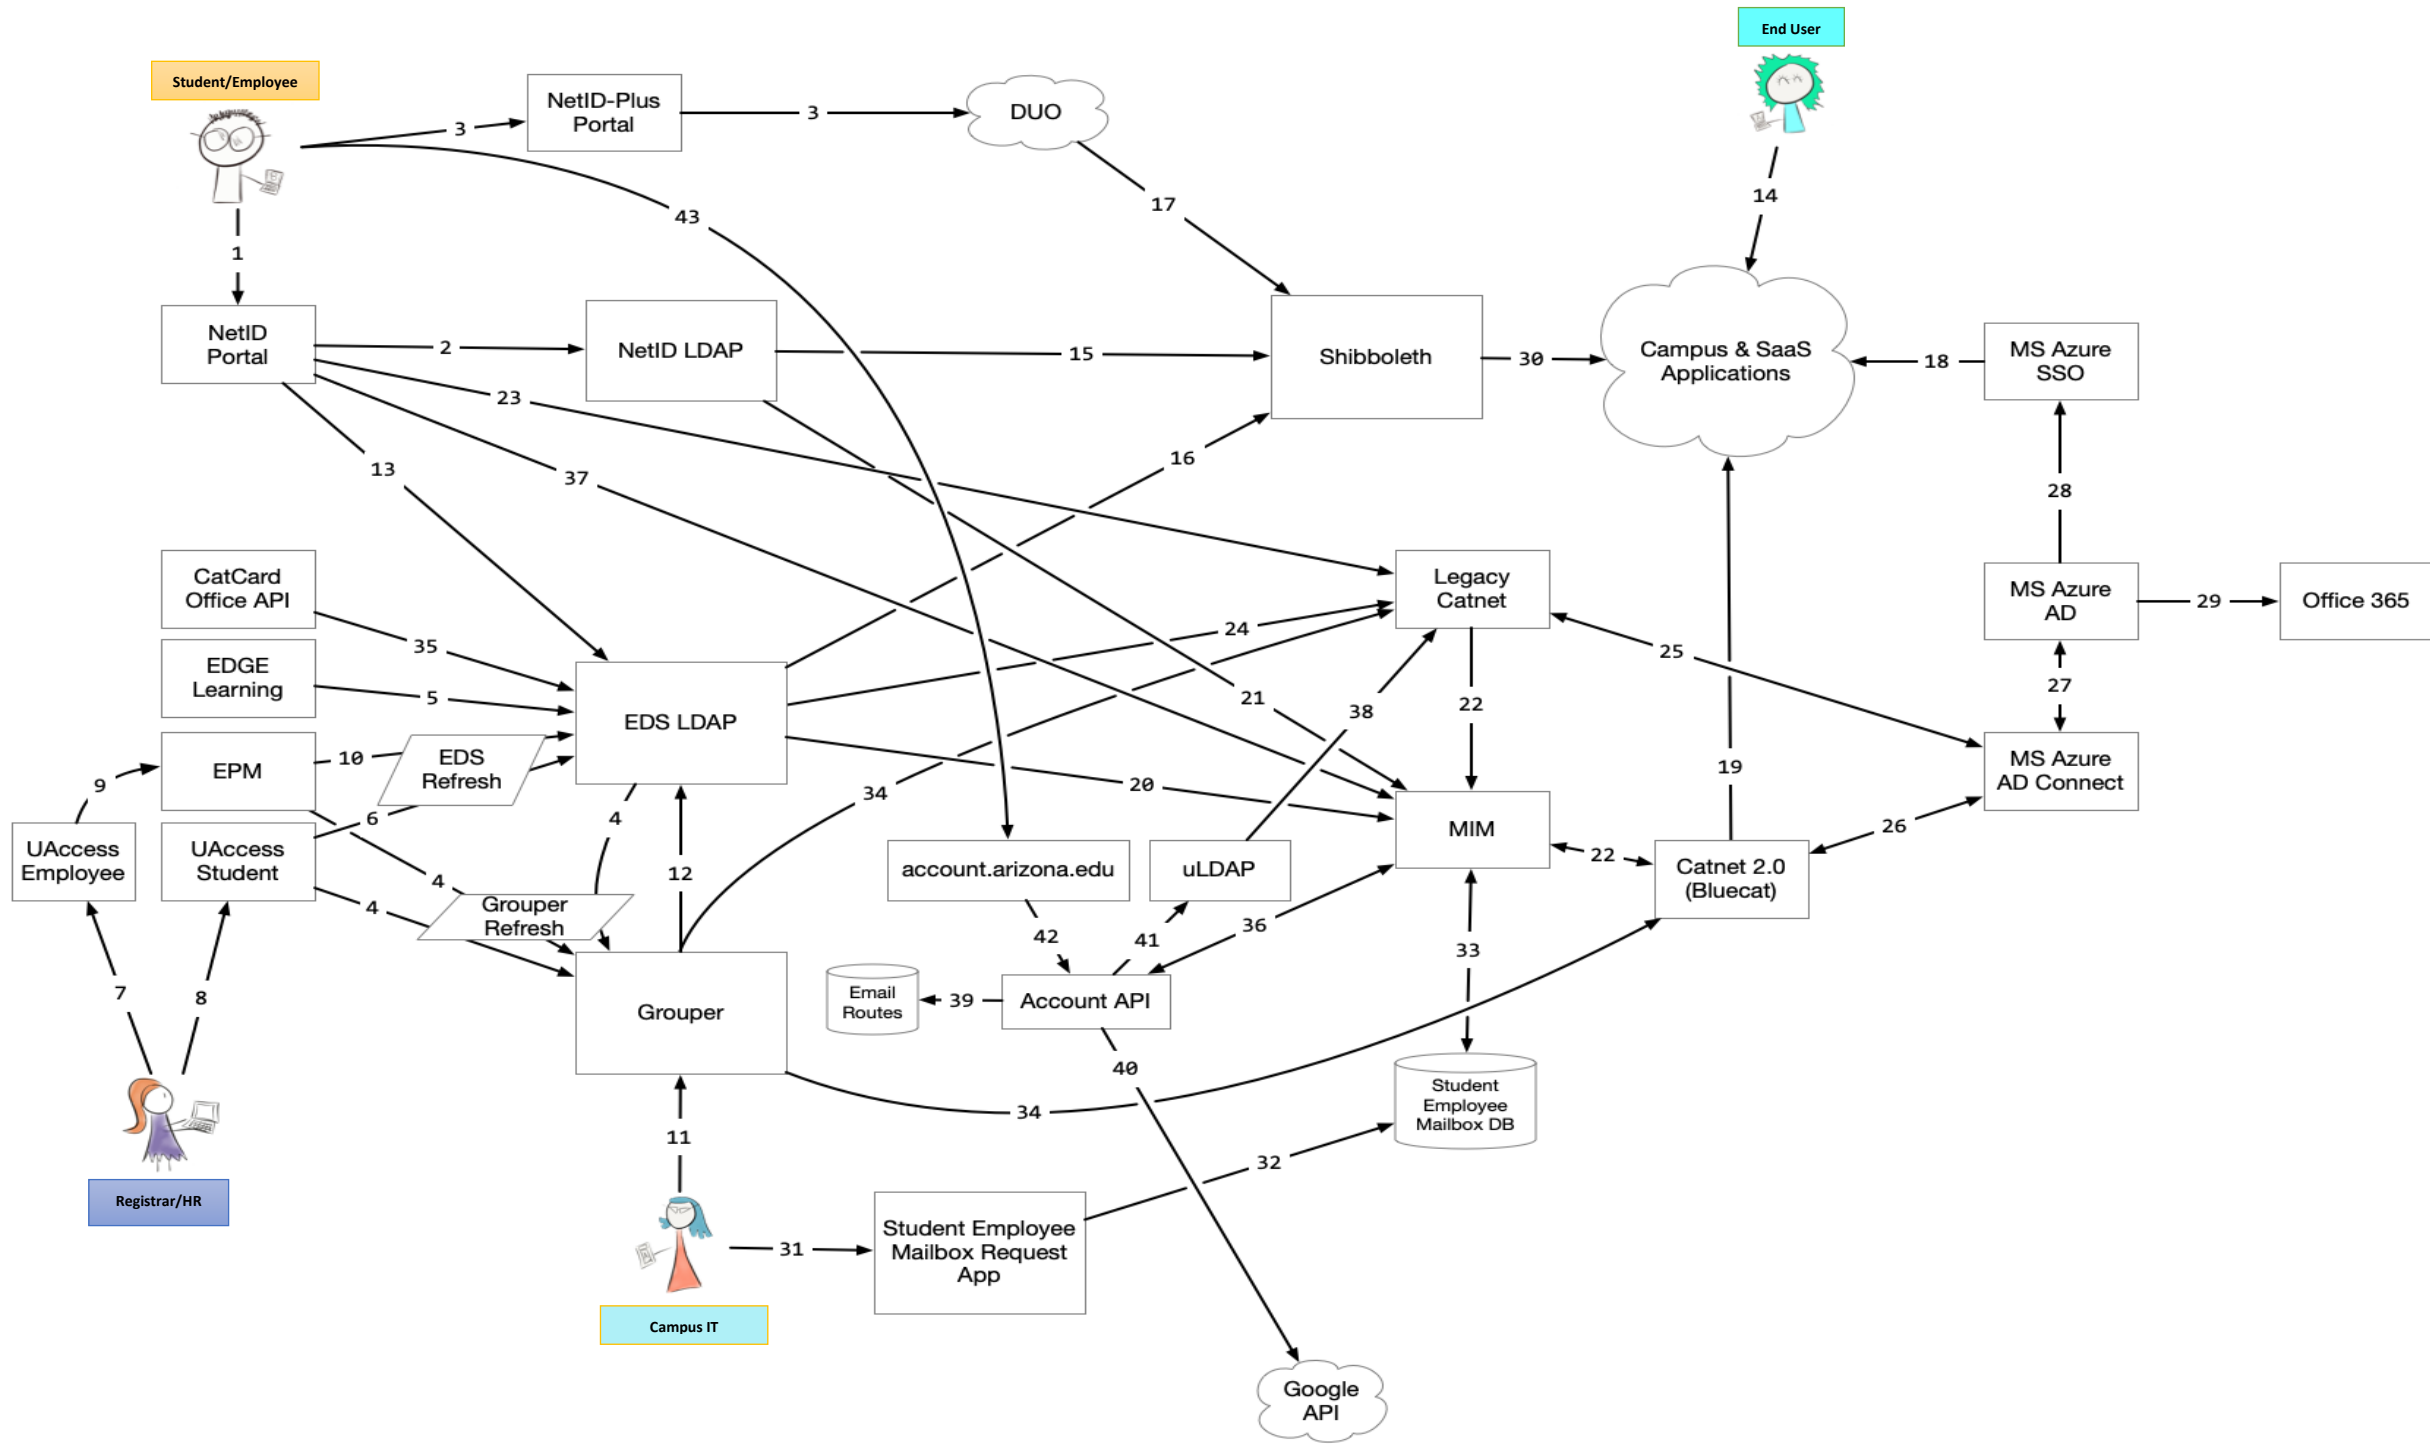 End User
Student/Employee
NetID-Plus
Portal
3
3
DUO
17
14
43
1
NetID
Portal
2
NetID LDAP
15
Shibboleth
30
Campus & SaaS
Applications
18
MS Azure
SSO
23
13
37
16
28
CatCard
Office API
35
Legacy
Catnet
MS Azure
AD
29
Office 365
24
25
EDGE
Learning
5
EDS LDAP
21
38
22
27
EPM
10
EDS
Refresh
9
6
4
34
20
19
MS Azure
AD Connect
26
UAccess
Employee
UAccess
Student
4
4
12
account.arizona.edu
uLDAP
MIM
22
Catnet 2.0
(Bluecat)
Grouper
Refresh
42
41
36
33
7
8
Grouper
Email
Routes
39
Account API
40
34
Student
Employee
Mailbox DB
11
32
Registrar/HR
31
Student Employee
Mailbox Request
App
Campus IT
Google
API